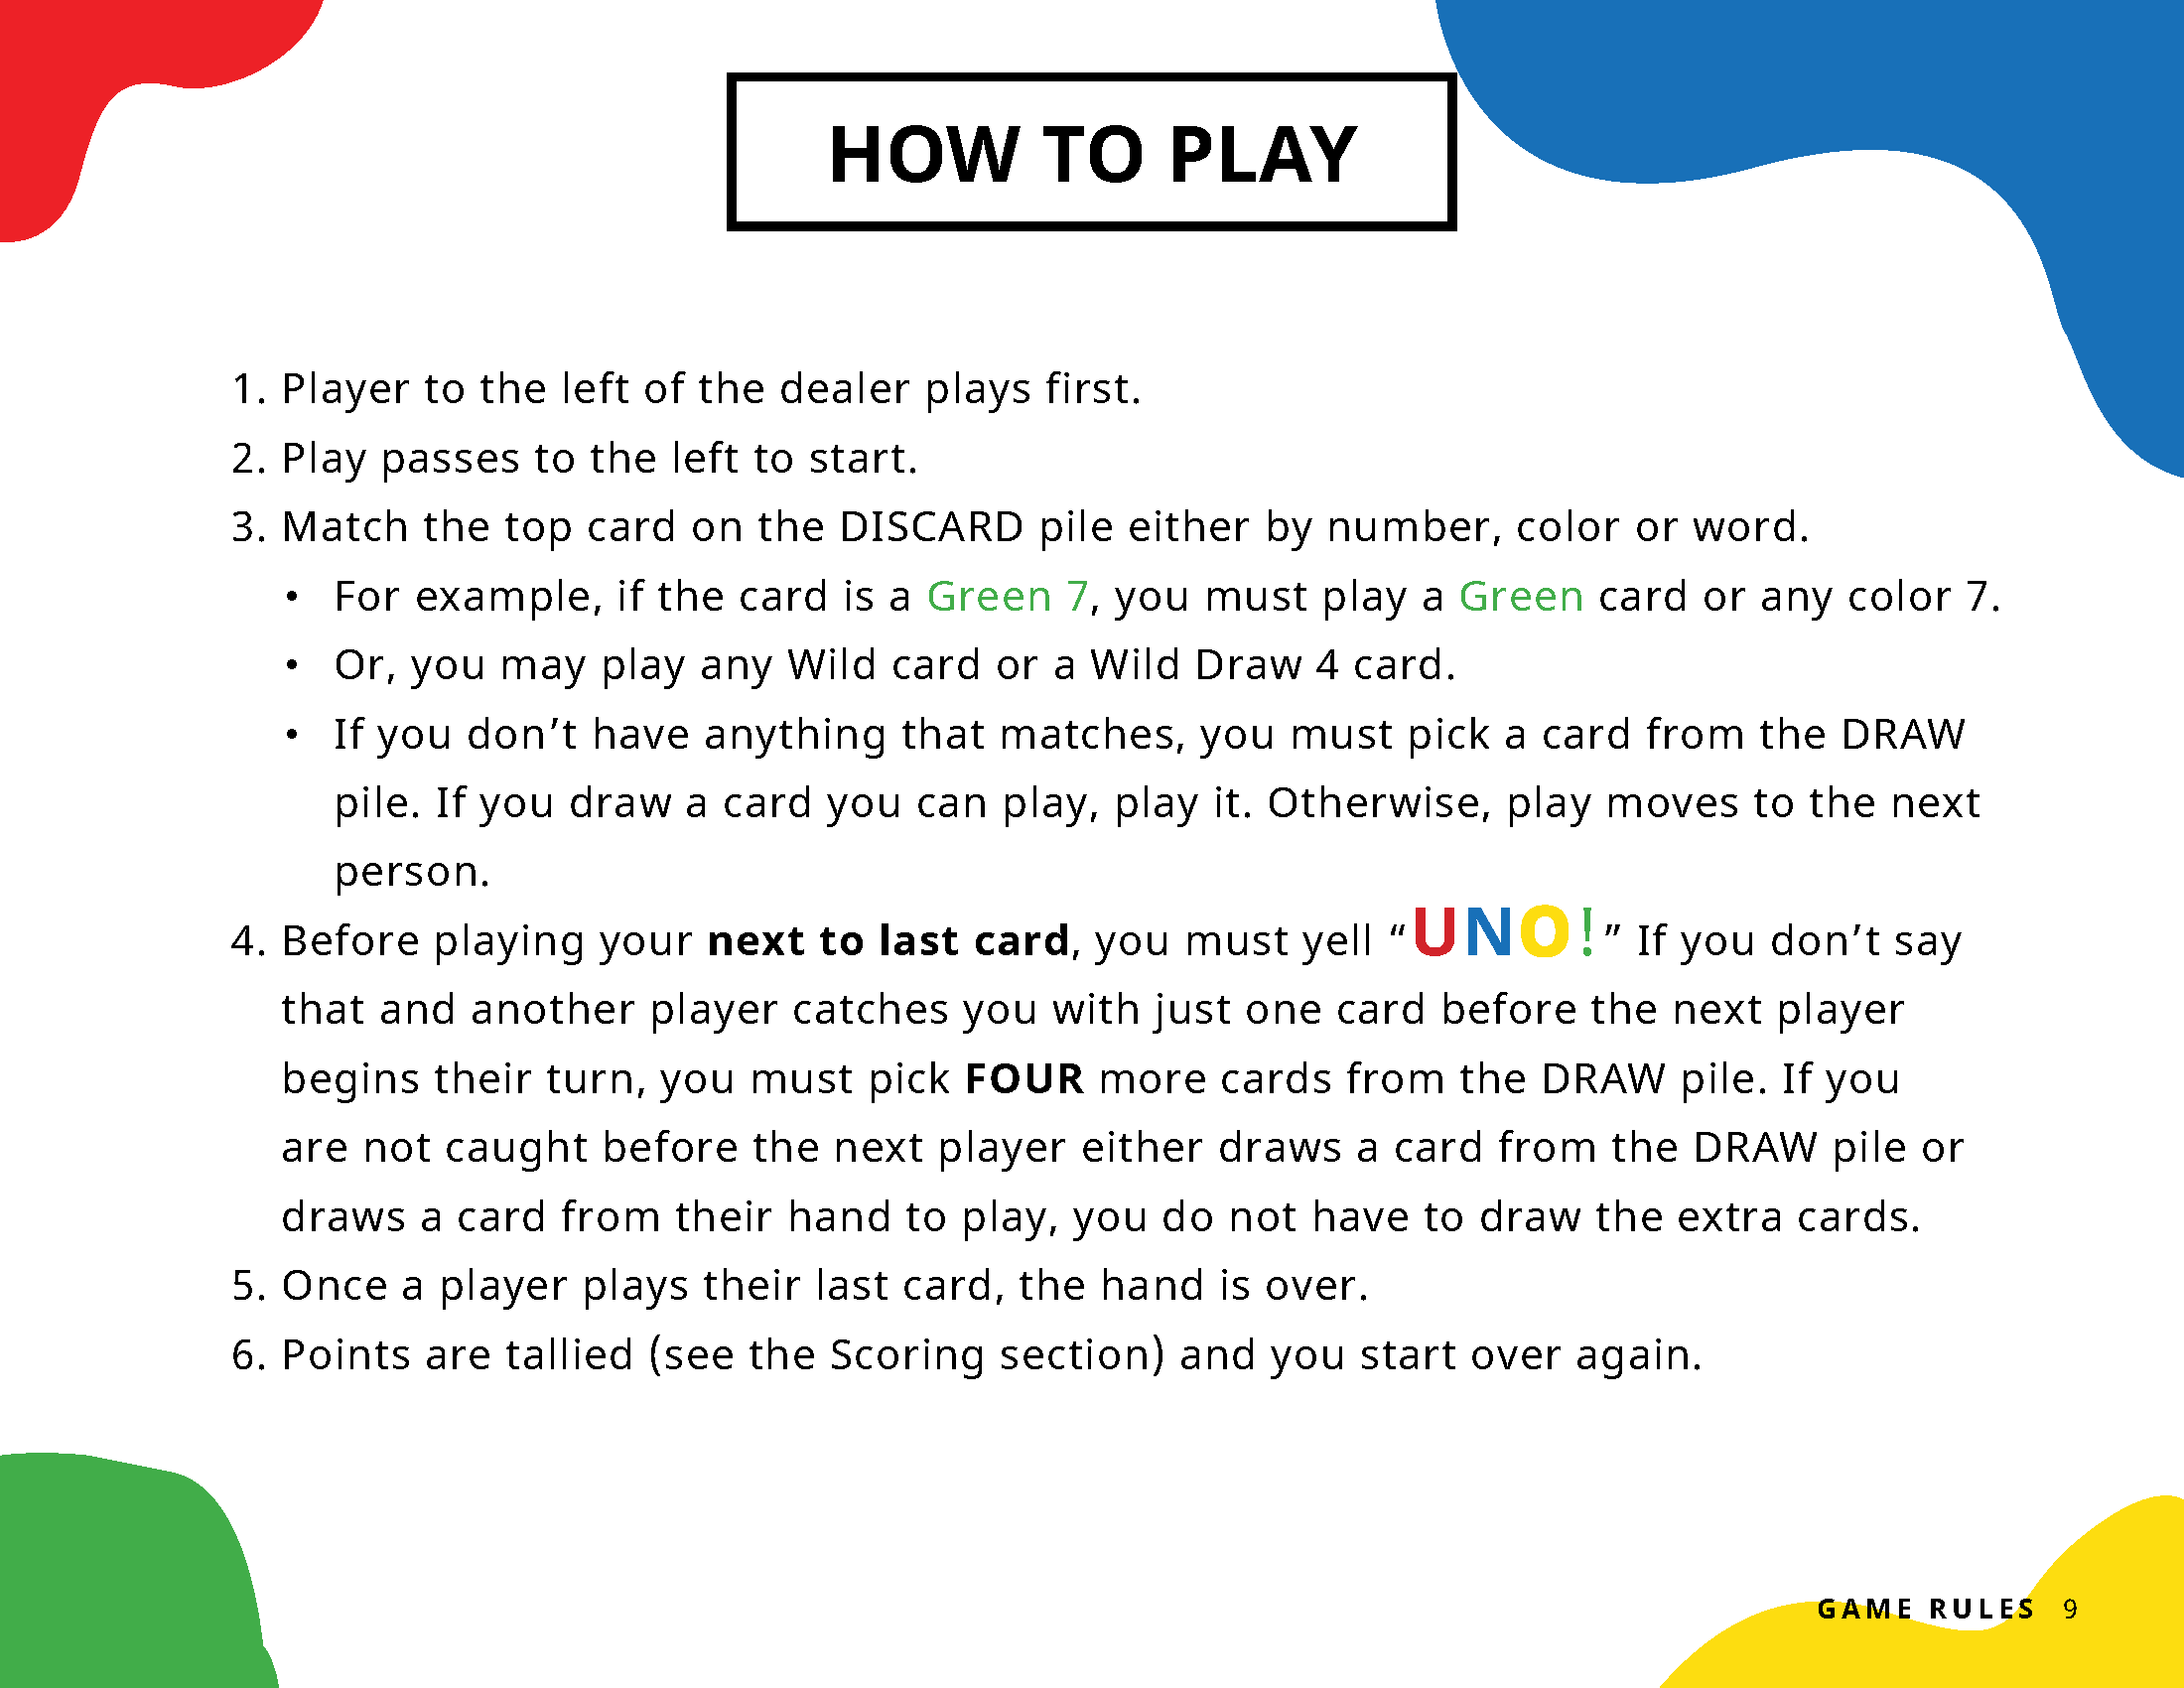 HOW TO PLAY
1. Player to the left of the dealer plays first.
2. Play passes to the left to start.
3. Match the top card on the DISCARD pile either by number, color or word.
• For example, if the card is a Green 7, you must play a Green card or any color 7.
• Or, you may play any Wild card or a Wild Draw 4 card.
• If you don’t have anything that matches, you must pick a card from the DRAW
pile. If you draw a card you can play, play it. Otherwise, play moves to the next
person.
4. Before playing your next to last card, you must yell “UNO!” If you don’t say
that and another player catches you with just one card before the next player
begins their turn, you must pick FOUR more cards from the DRAW pile. If you
are not caught before the next player either draws a card from the DRAW pile or
draws a card from their hand to play, you do not have to draw the extra cards.
5. Once a player plays their last card, the hand is over.
6. Points are tallied (see the Scoring section) and you start over again.
GAME RULES 9